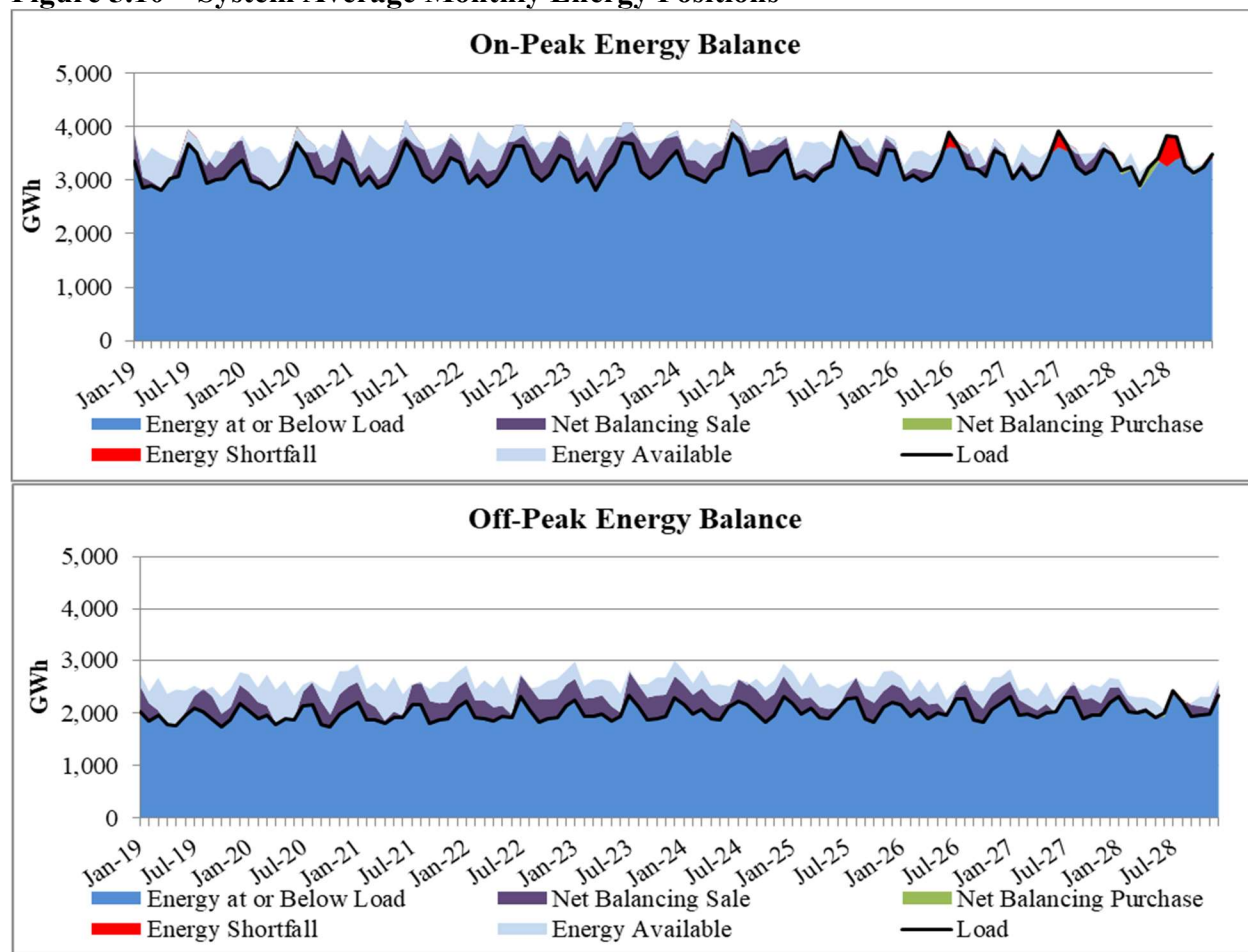 Figure 5.10 – System Average Monthly Energy Positions
On-Peak Energy Balance
5,000
4,000
3,000
2,000
1,000
0
GWh
Jan-19 Jul-19 Jan-20 Jul-20 Jan-21 Jul-21 Jan-22 Jul-22 Jan-23 Jul-23 Jan-24 Jul-24 Jan-25 Jul-25 Jan-26 Jul-26 Jan-27 Jul-27 Jan-28 Jul-28
Energy at or Below Load Net Balancing Sale Net Balancing Purchase
Energy Shortfall Energy Available Load
Off-Peak Energy Balance
5,000
4,000
3,000
2,000
1,000
0
GWh
Jan-19 Jul-19 Jan-20 Jul-20 Jan-21 Jul-21 Jan-22 Jul-22 Jan-23 Jul-23 Jan-24 Jul-24 Jan-25 Jul-25 Jan-26 Jul-26 Jan-27 Jul-27 Jan-28 Jul-28
Energy at or Below Load Net Balancing Sale Net Balancing Purchase
Energy Shortfall Energy Available Load